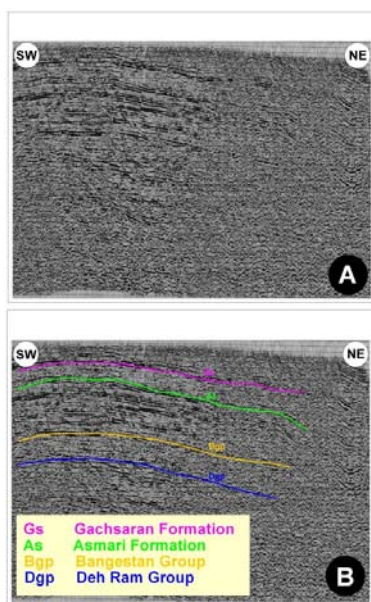 SW NE
A
SW NE
Gs
As
Bgp
Dgp
Gs Gachsaran Formation
As Asmari Formation
Bgp Bangestan Group
Dgp Deh Ram Group
B